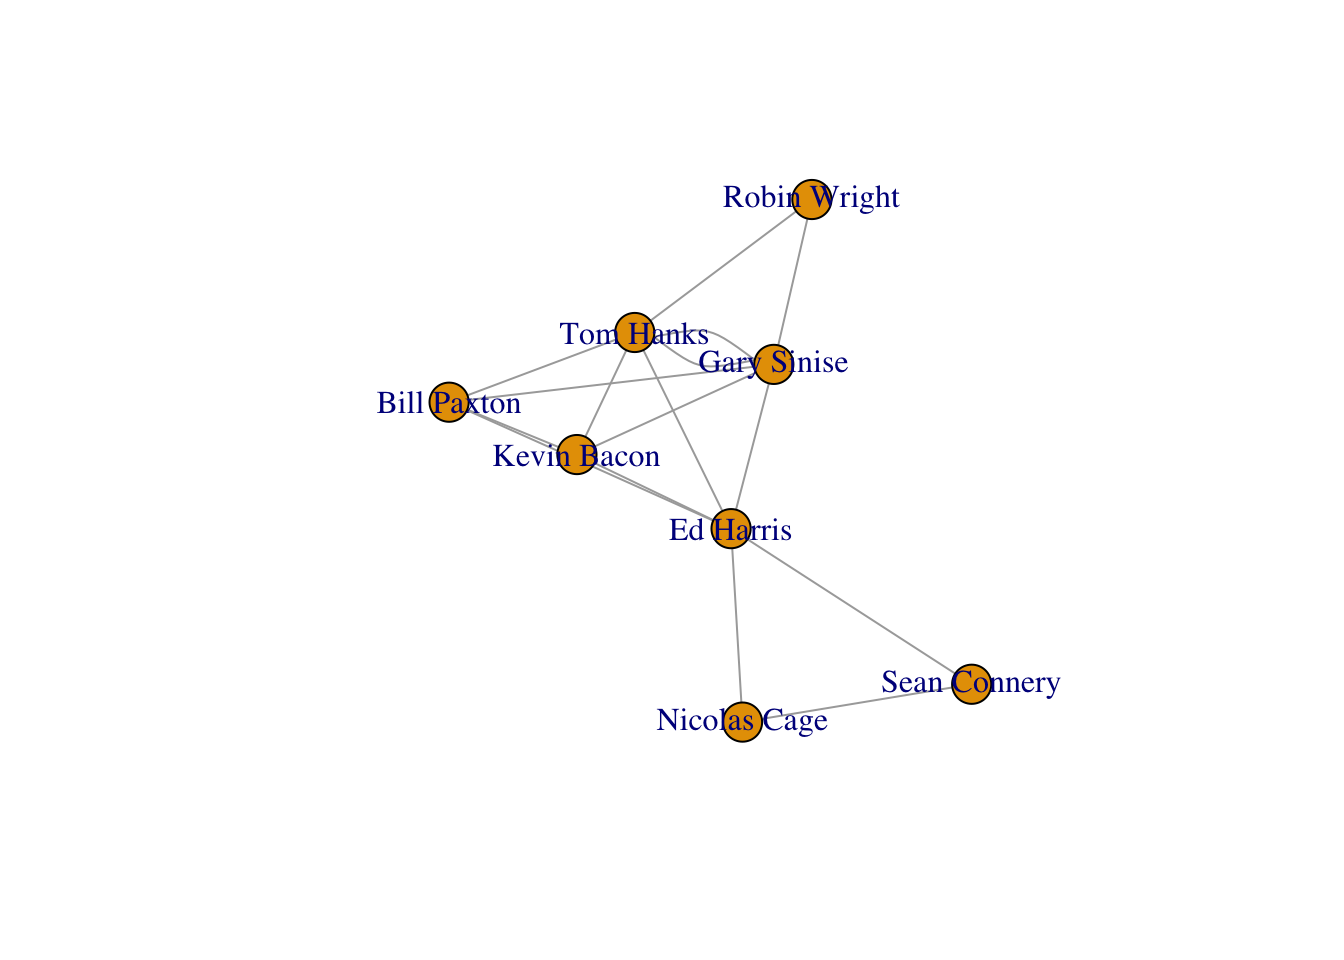 Robin Wright
Tom Hanks
Gary Sinise
Bill Paxton
Kevin Bacon
Ed Harris
Sean Connery
Nicolas Cage